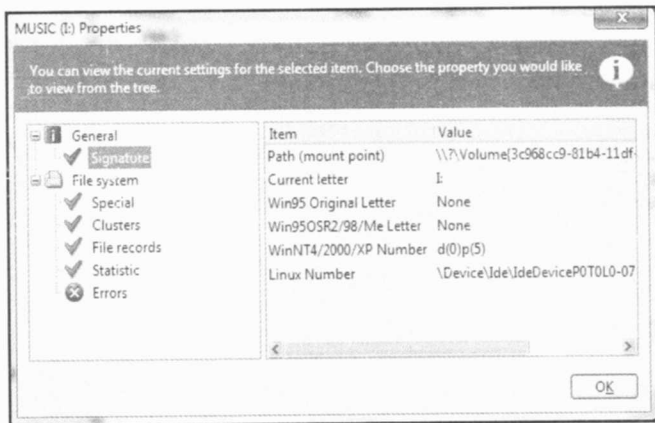 MUSIC (I:) Properties
You can view the current settings for the selected item. Choose the property you would like
to view from the tree.
General
Signature
File system
Special
Clusters
File records
Statistic
Errors
Item Value
Path (mount point) \\?\Volume{3c968cc9-81b4-11df-
Current letter I:
Win95 Original Letter None
Win95OSR2/98/Me Letter None
WinNT4/2000/XP Number d(0)p(5)
Linux Number \Device\Ide\IdeDeviceP0T0L0-07
OK